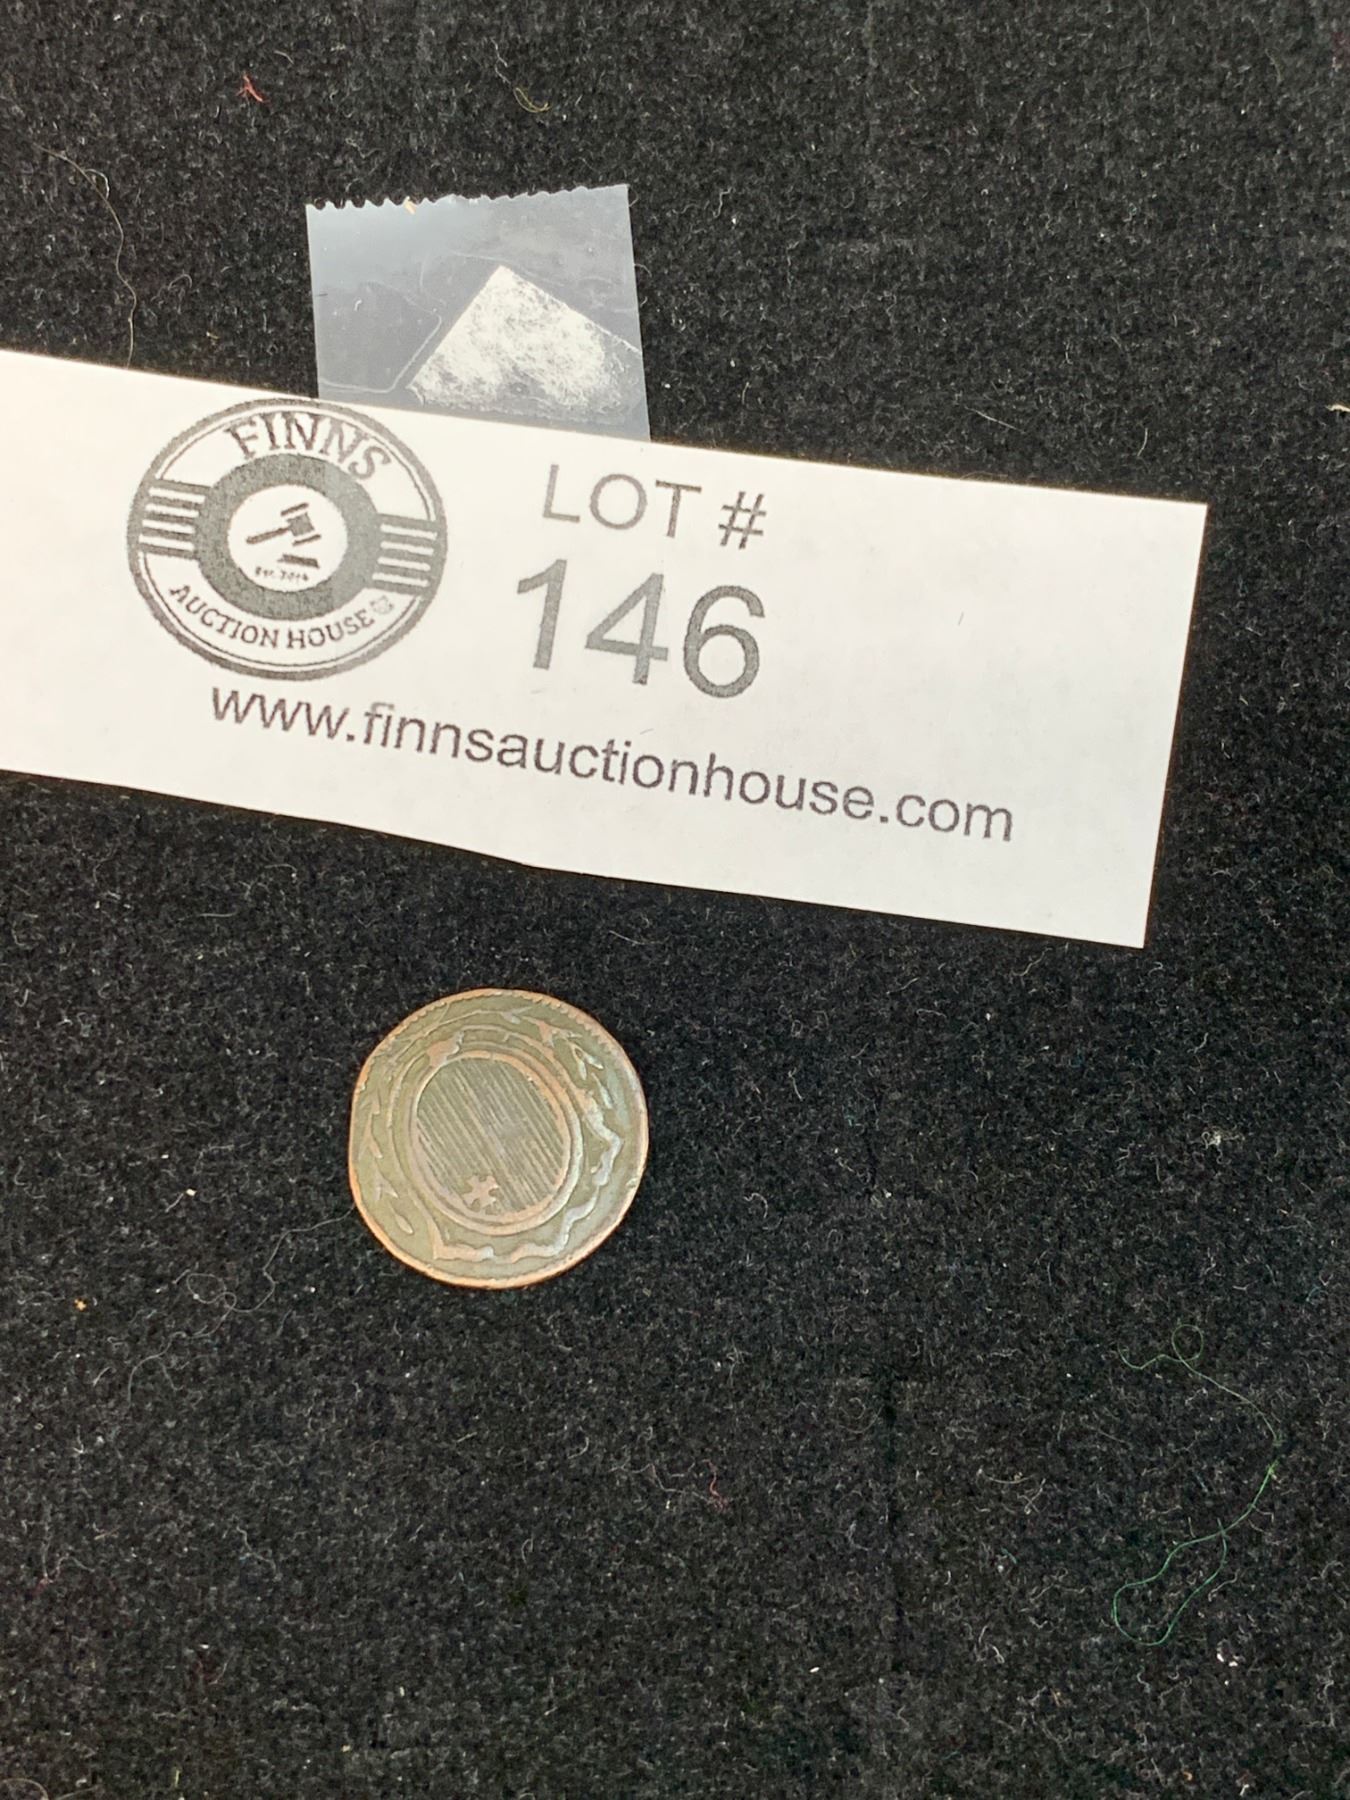 FINNS
Est. 2014
AUCTION HOUSE
LOT #
146
www.finnsauctionhouse.com